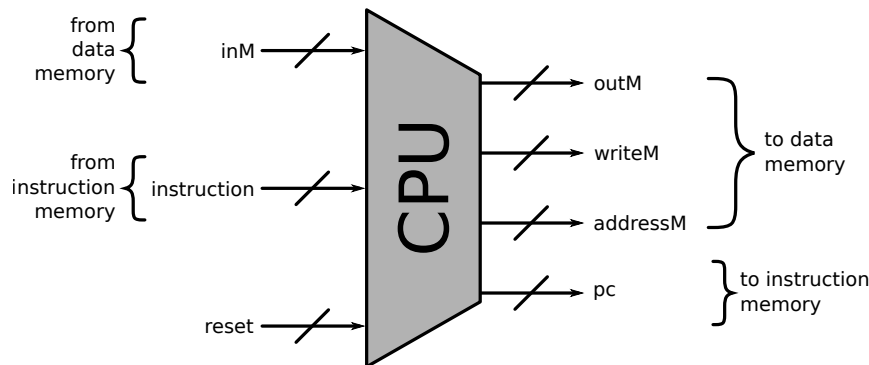 from
data
memory
inM
from
instruction
memory
instruction
reset
CPU
outM
writeM
addressM
pc
to data
memory
to instruction
memory